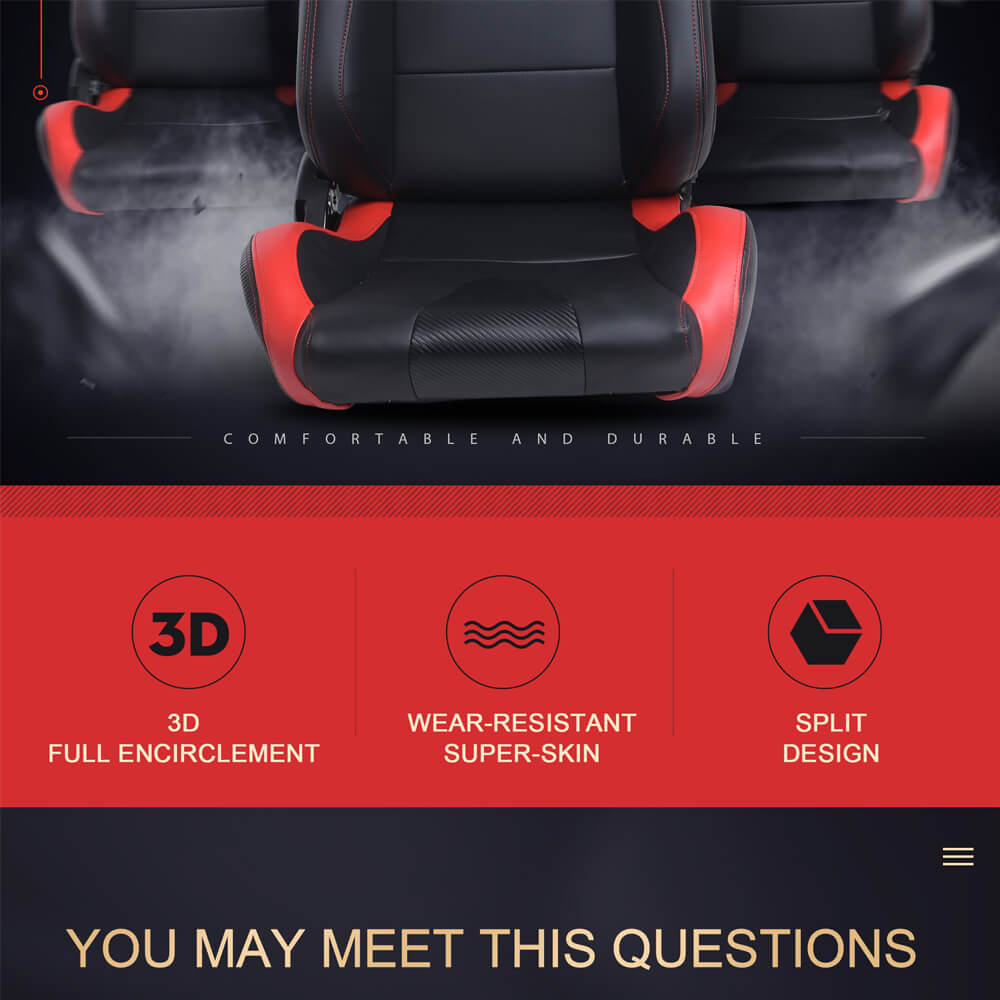 COMFORTABLE AND DURABLE
3D
3D
FULL ENCIRCLEMENT
WEAR-RESISTANT
SUPER-SKIN
SPLIT
DESIGN
YOU MAY MEET THIS QUESTIONS